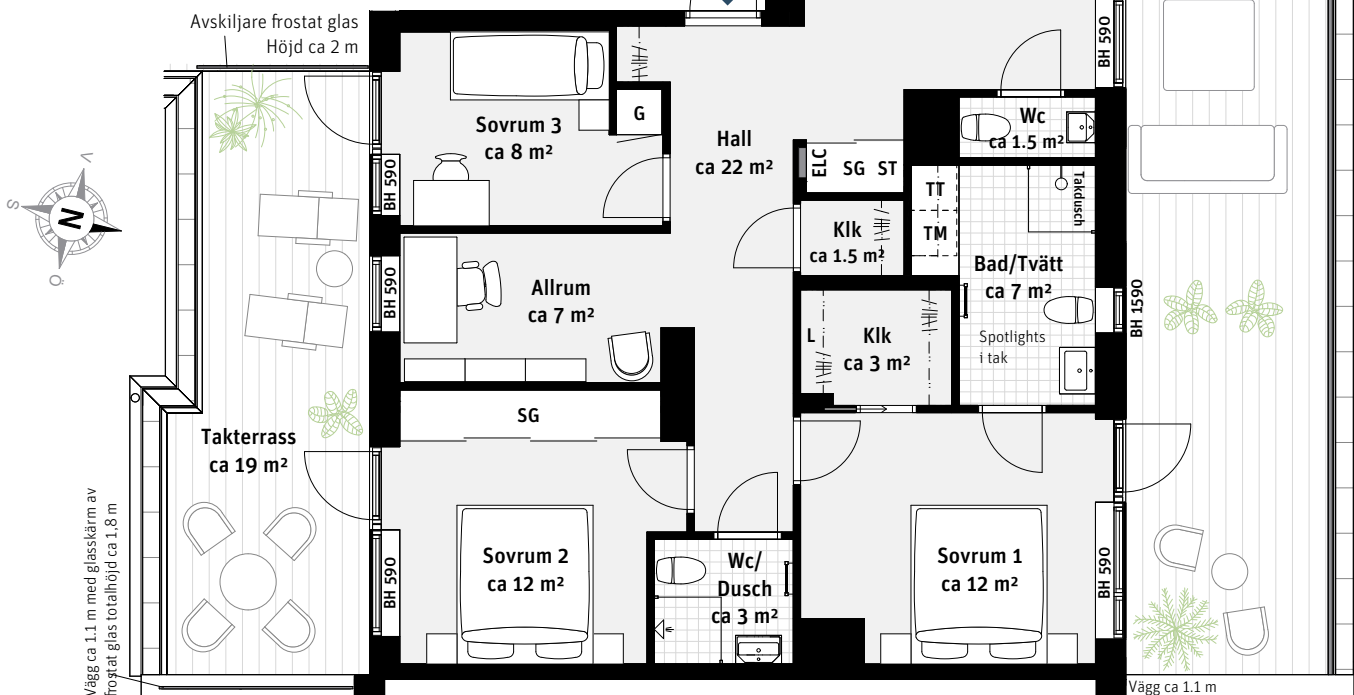 Avskiljare frostat glas
Höjd ca 2 m
BH 590
Sovrum 3
ca 8 m²
G
Hall
ca 22 m²
Wc
ca 1.5 m²
ELC
SG ST
TT
TM
Takdusch
Klk
ca 1.5 m²
Bad/Tvätt
ca 7 m²
Spotlights
i tak
BH 590
V
S
N
Ö
BH 590
Allrum
ca 7 m²
L
Klk
ca 3 m²
BH 1590
SG
Takterrass
ca 19 m²
Sovrum 2
ca 12 m²
BH 590
Wc/
Dusch
ca 3 m²
Sovrum 1
ca 12 m²
BH 590
Vägg ca 1.1 m med glasskärm av
frostat glas totalhöjd ca 1,8 m
Vägg ca 1.1 m